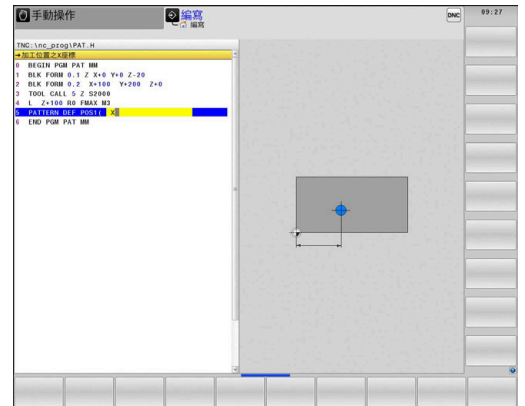 手動操作
編寫
編寫
DNC
09:27
TNC:\nc_prog\PAT.H
→加工位置之X座標
0 BEGIN PGM PAT MM
1 BLK FORM 0.1 Z X+0 Y+0 Z-20
2 BLK FORM 0.2 X+100 Y+200 Z+0
3 TOOL CALL 5 Z S2000
4 L Z+100 R0 FMAX M3
5 PATTERN DEF POS1( X
6 END PGM PAT MM